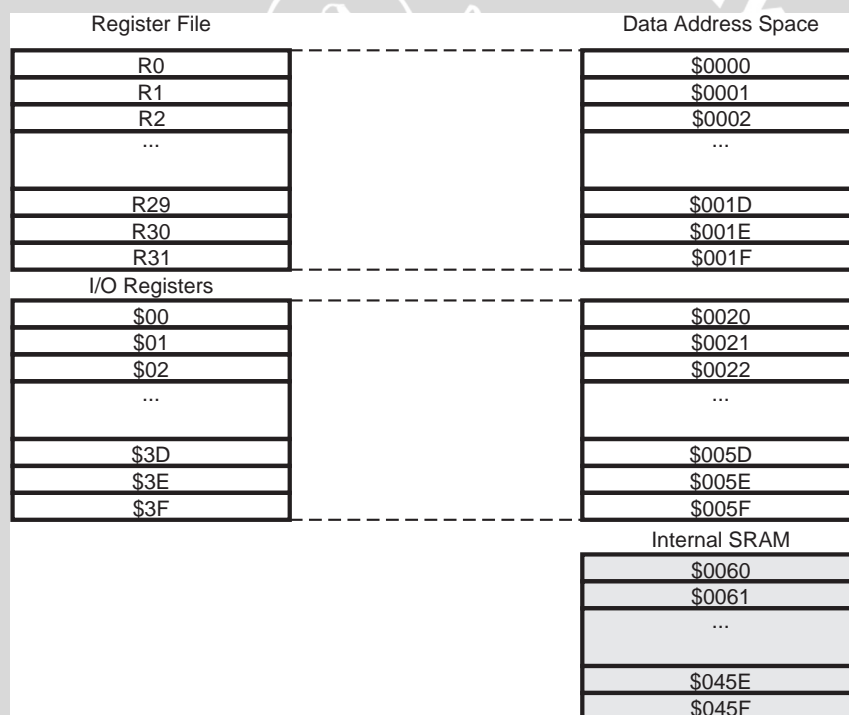 Register File Data Address Space
R0 $0000
R1 $0001
R2 $0002
... ...
R29 $001D
R30 $001E
R31 $001F
I/O Registers
$00 $0020
$01 $0021
$02 $0022
... ...
$3D $005D
$3E $005E
$3F $005F
Internal SRAM
$0060
$0061
...
$045E
$045F